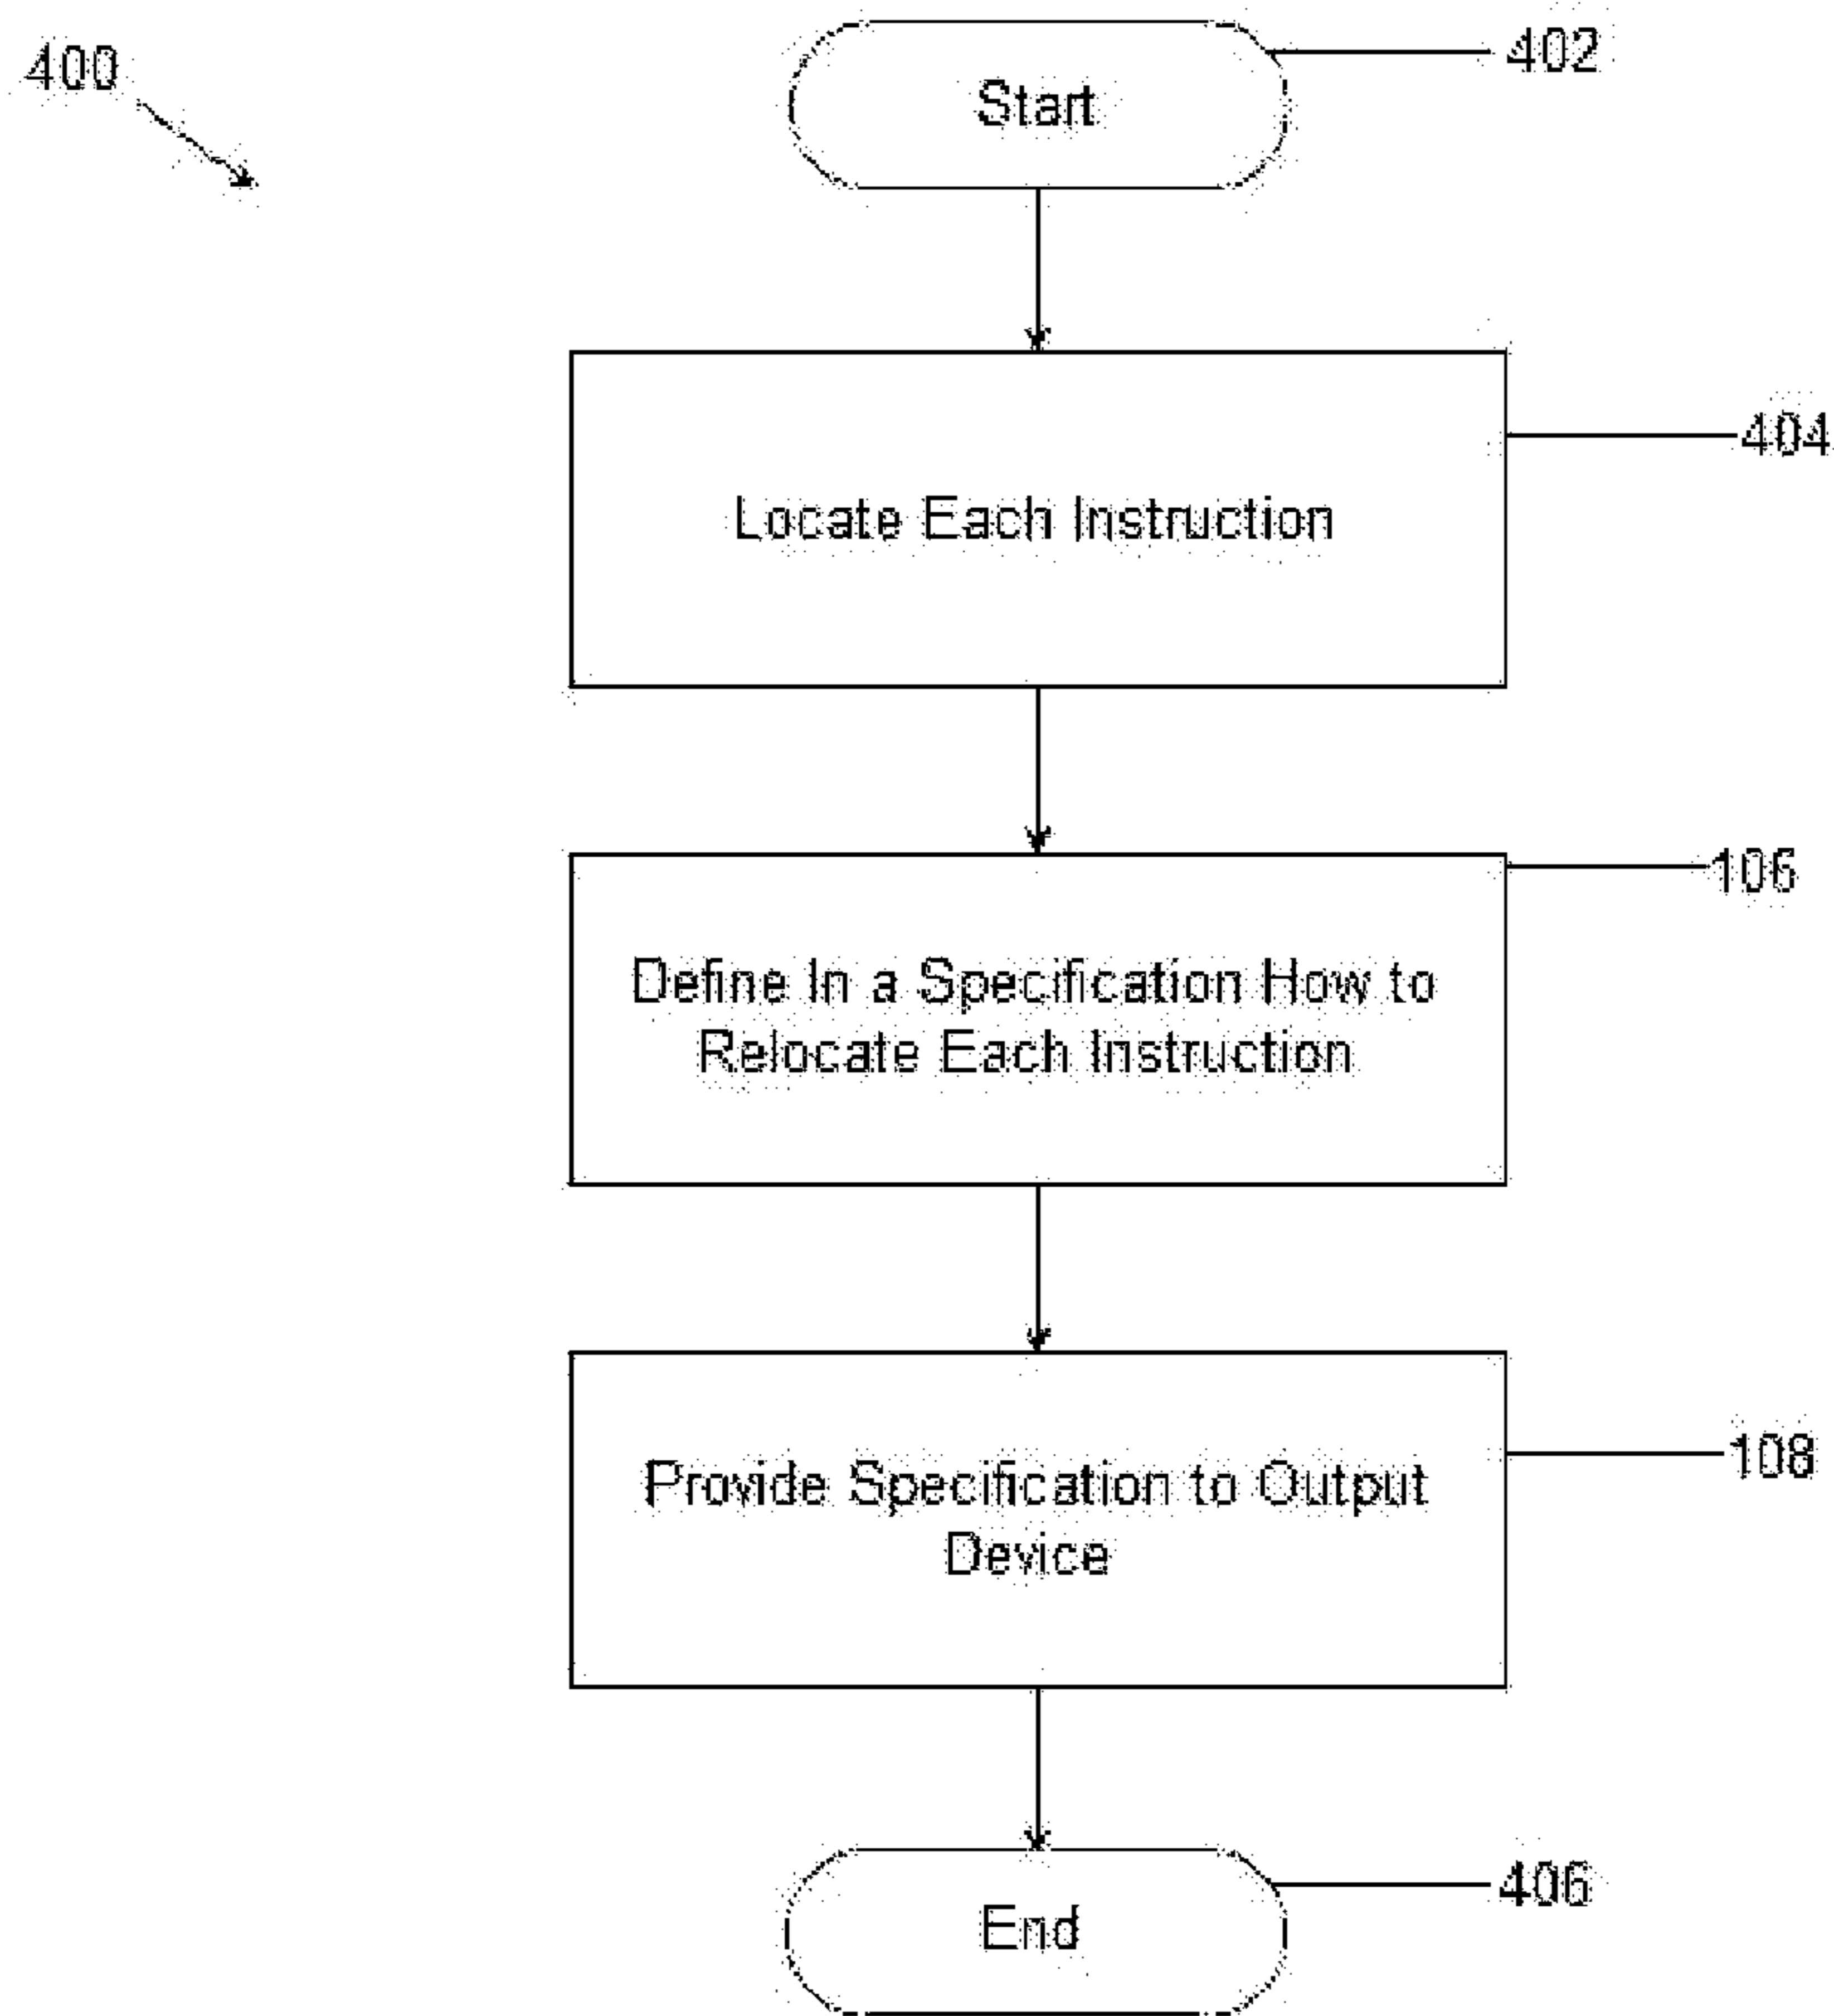 400
Start
402
Locate Each Instruction
404
Define In a Specification How to
Relocate Each Instruction
106
Provide Specification to Output
Device
108
End
406